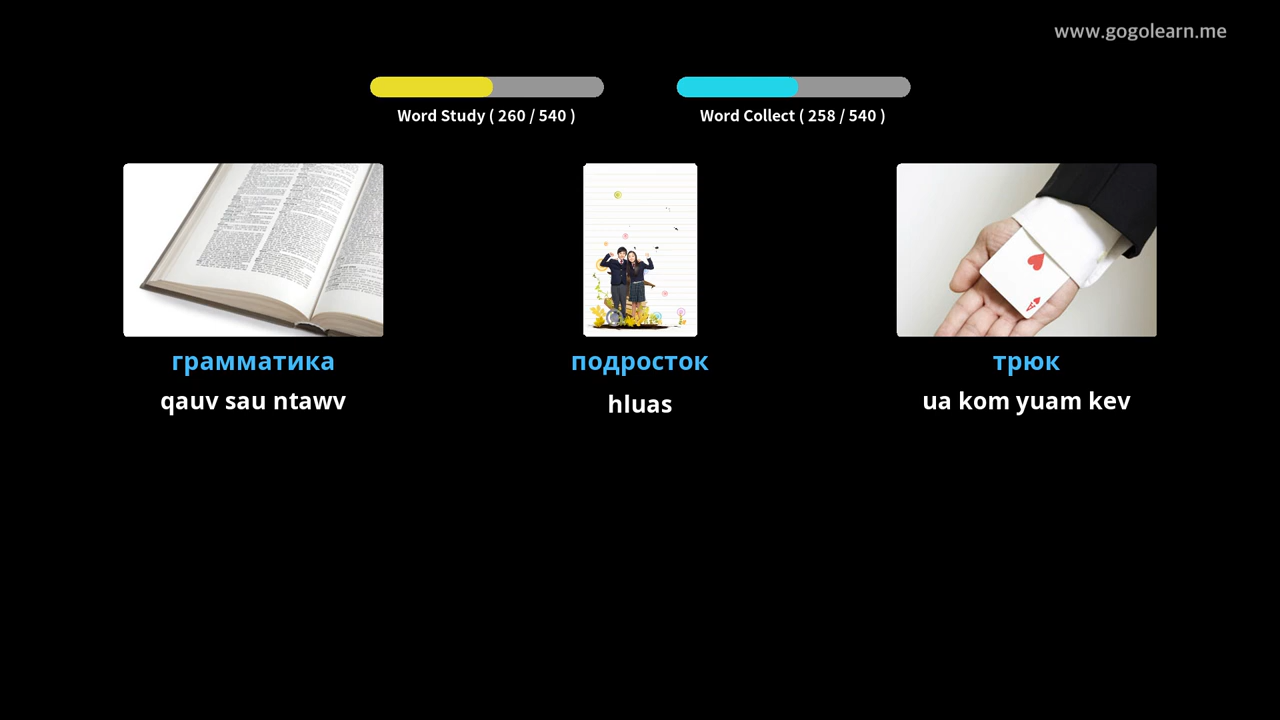 www.gogolearn.me
Word Study ( 260 / 540 )
Word Collect ( 258 / 540 )
грамматика
подросток
трюк
qauv sau ntawv
hluas
ua kom yuam kev
A